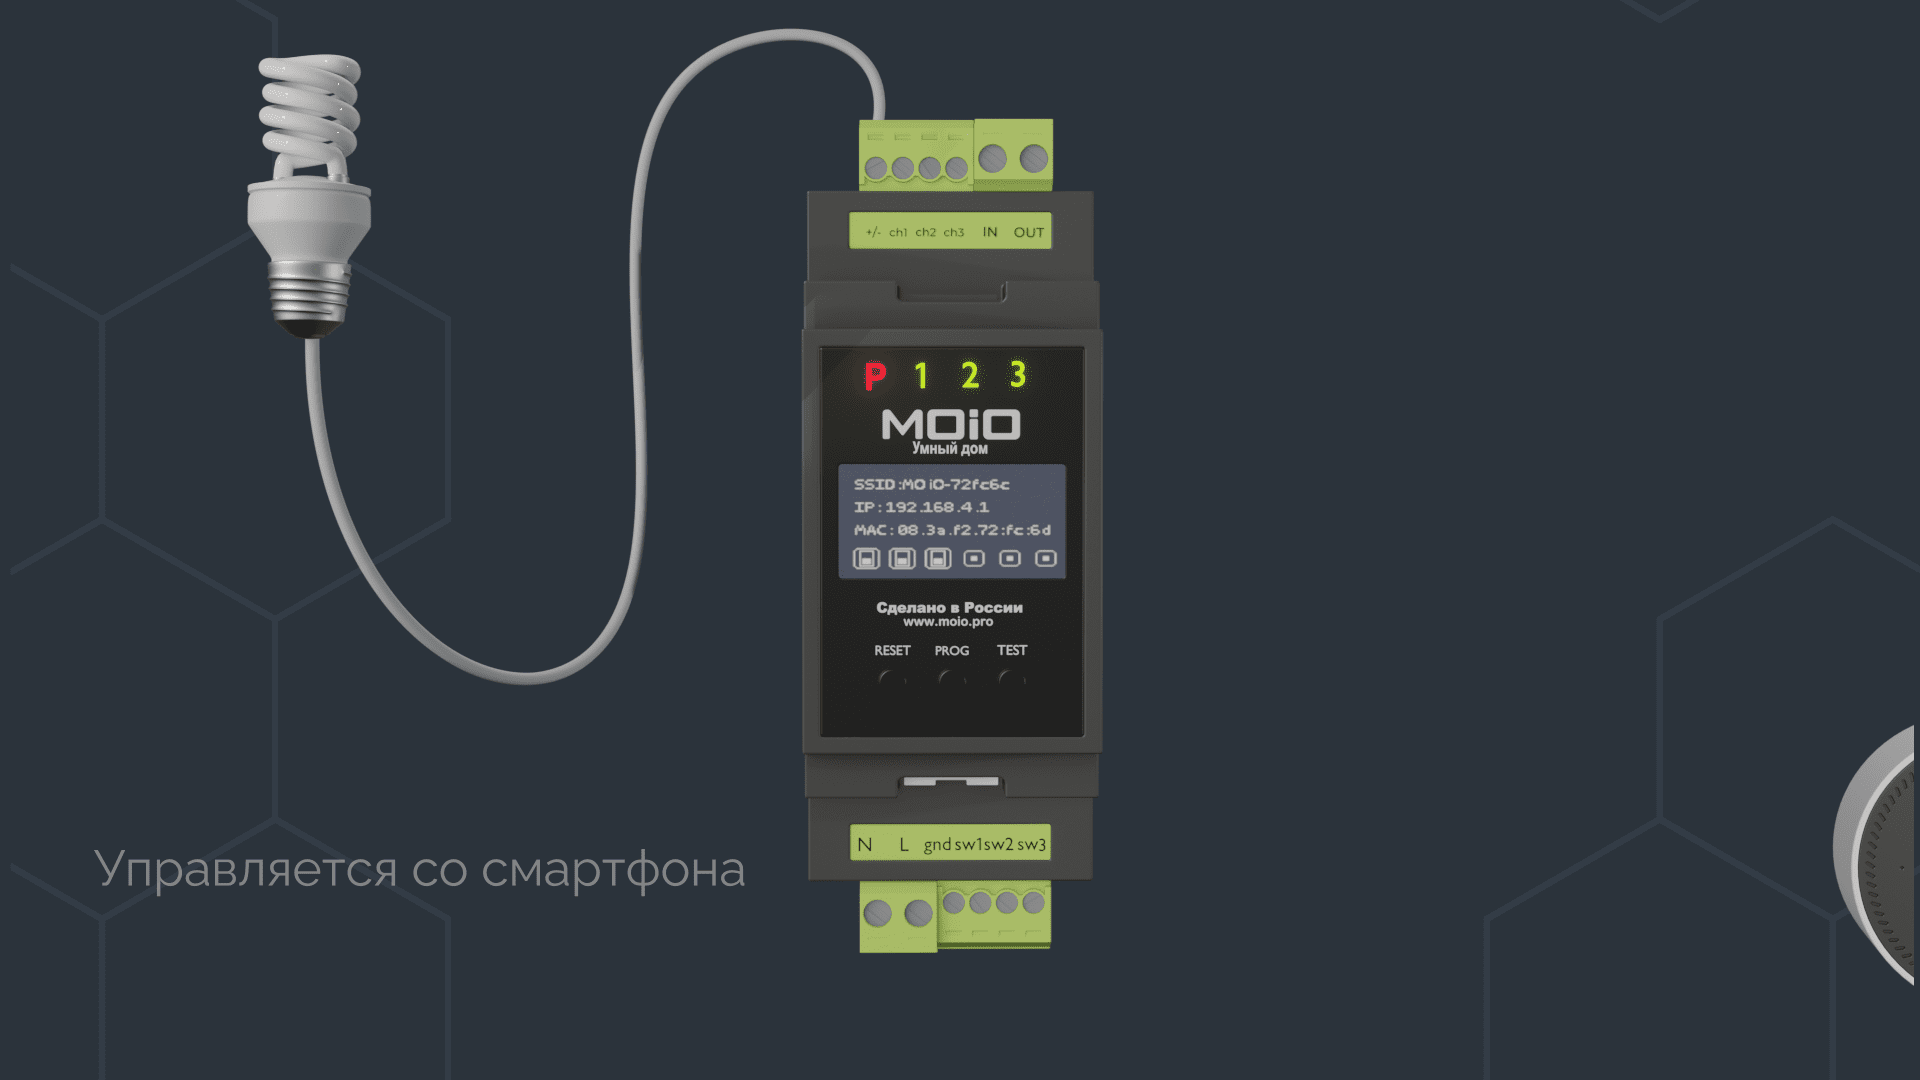 +/- ch1 ch2 ch3 IN OUT
P 1 2 3
MOiO
Умный дом
SSID:MOiO-72fc6c
IP:192.168.4.1
MAC:08.3a.f2.72:fc:6d
Сделано в России
www.moio.pro
RESET PROG TEST
N L gnd sw1 sw2 sw3
Управляется со смартфона